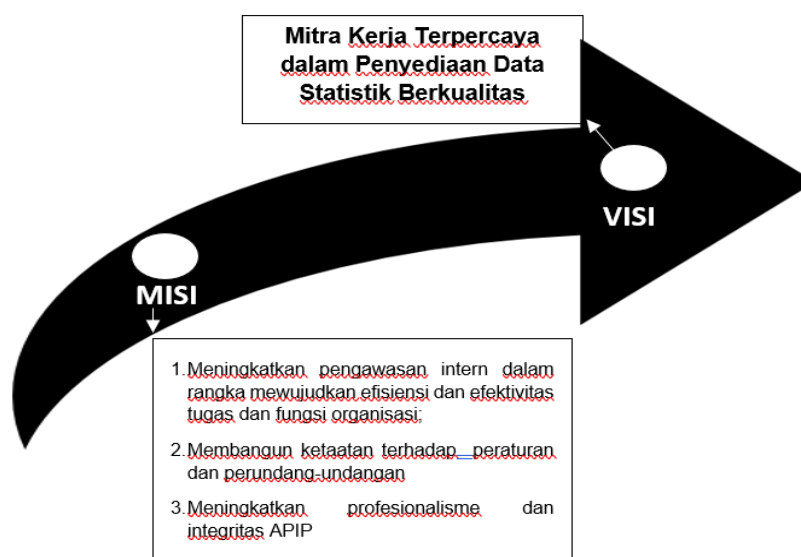 Mitra Kerja Terpercaya
dalam Penyediaan Data
Statistik Berkualitas
VISI
MISI
1.Meningkatkan pengawasan intern dalam
rangka mewujudkan efisiensi dan efektivitas
tugas dan fungsi organisasi;
2.Membangun ketaatan terhadap peraturan
dan perundang-undangan
3.Meningkatkan profesionalisme dan
integritas APIP